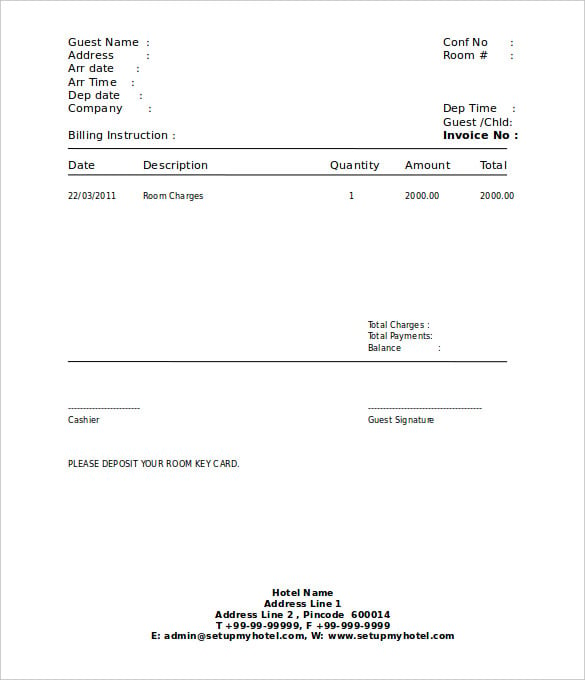 Guest Name : Conf No :
Address : Room # :
Arr date :
Arr Time :
Dep date :
Company : Dep Time :
Guest /Chld:
Billing Instruction : Invoice No :
Date Description Quantity Amount Total
22/03/2011 Room Charges 1 2000.00 2000.00
Total Charges :
Total Payments:
Balance :
------------------------ --------------------------------------
Cashier Guest Signature
PLEASE DEPOSIT YOUR ROOM KEY CARD.
Hotel Name
Address Line 1
Address Line 2 , Pincode 600014
T +99-99-99999, F +99-999-9999
E: admin@setupmyhotel.com, W: www.setupmyhotel.com